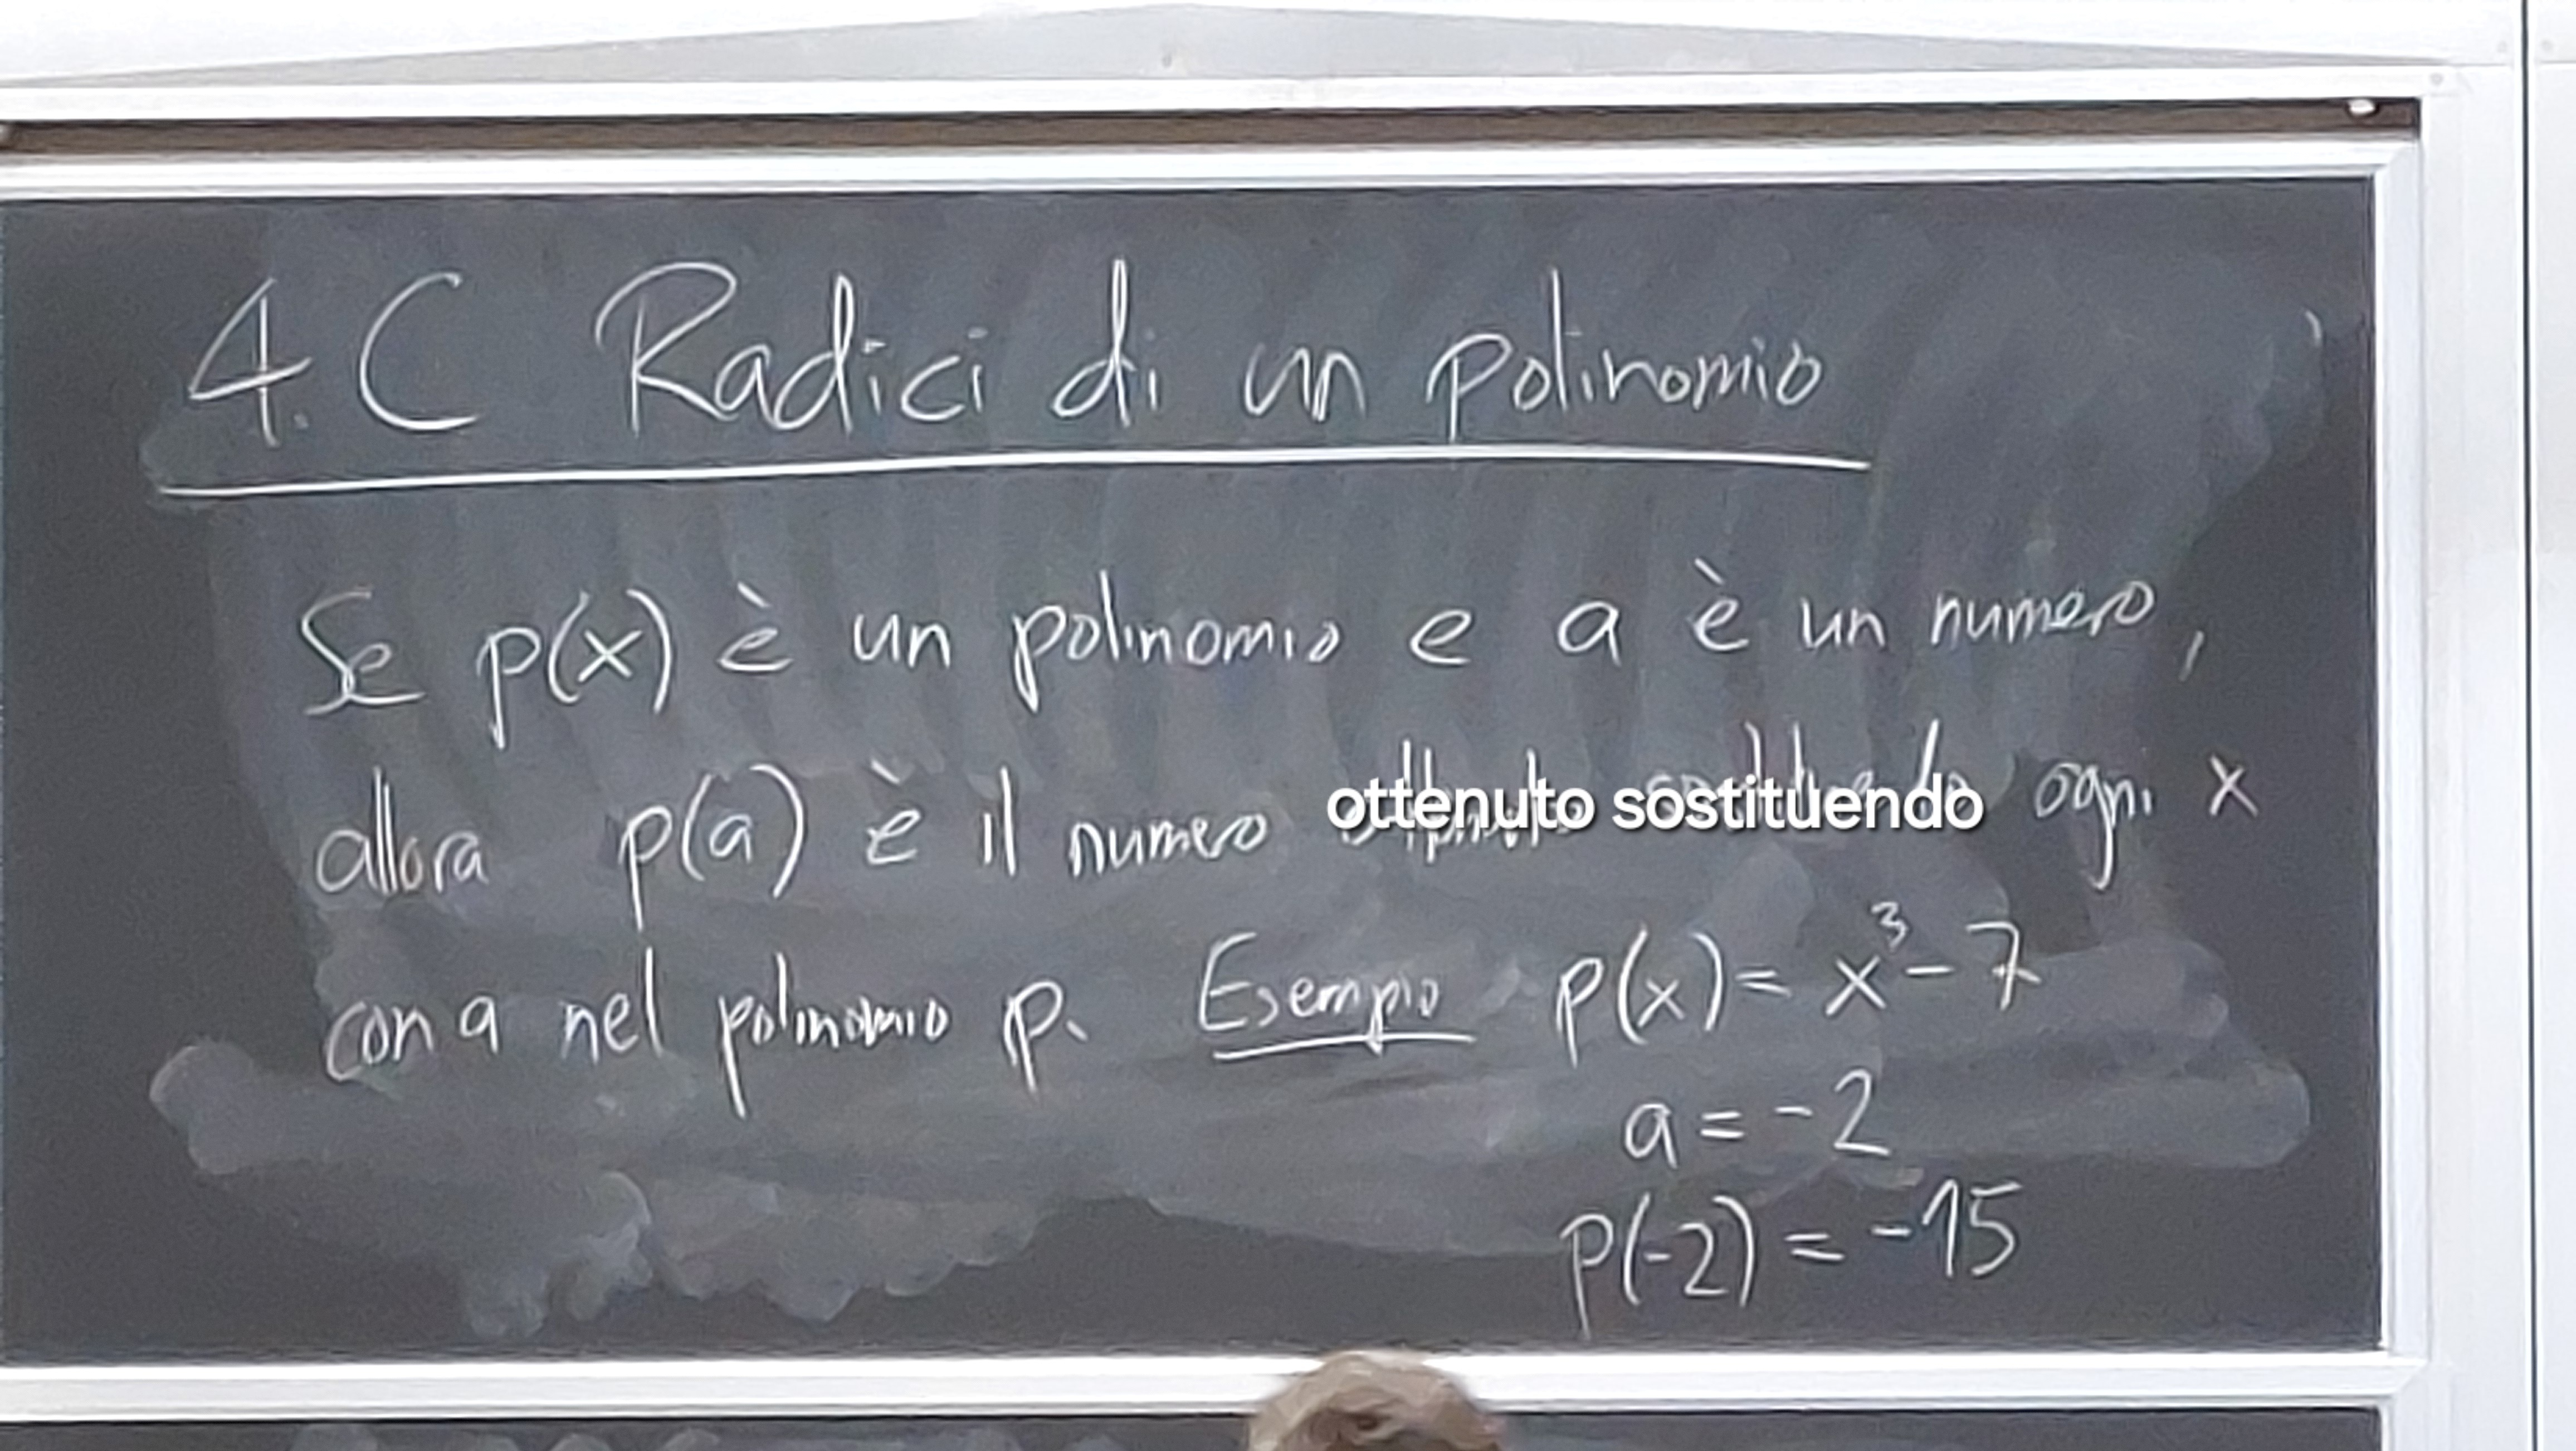 4.C Radici di un polinomio
Se p(x) è un polinomio e a è un numero,
allora p(a) è il numero ottenuto sostituendo ogni x
con a nel polinomio p. Esempio p(x) = x³ - 7
a = -2
p(-2) = -15